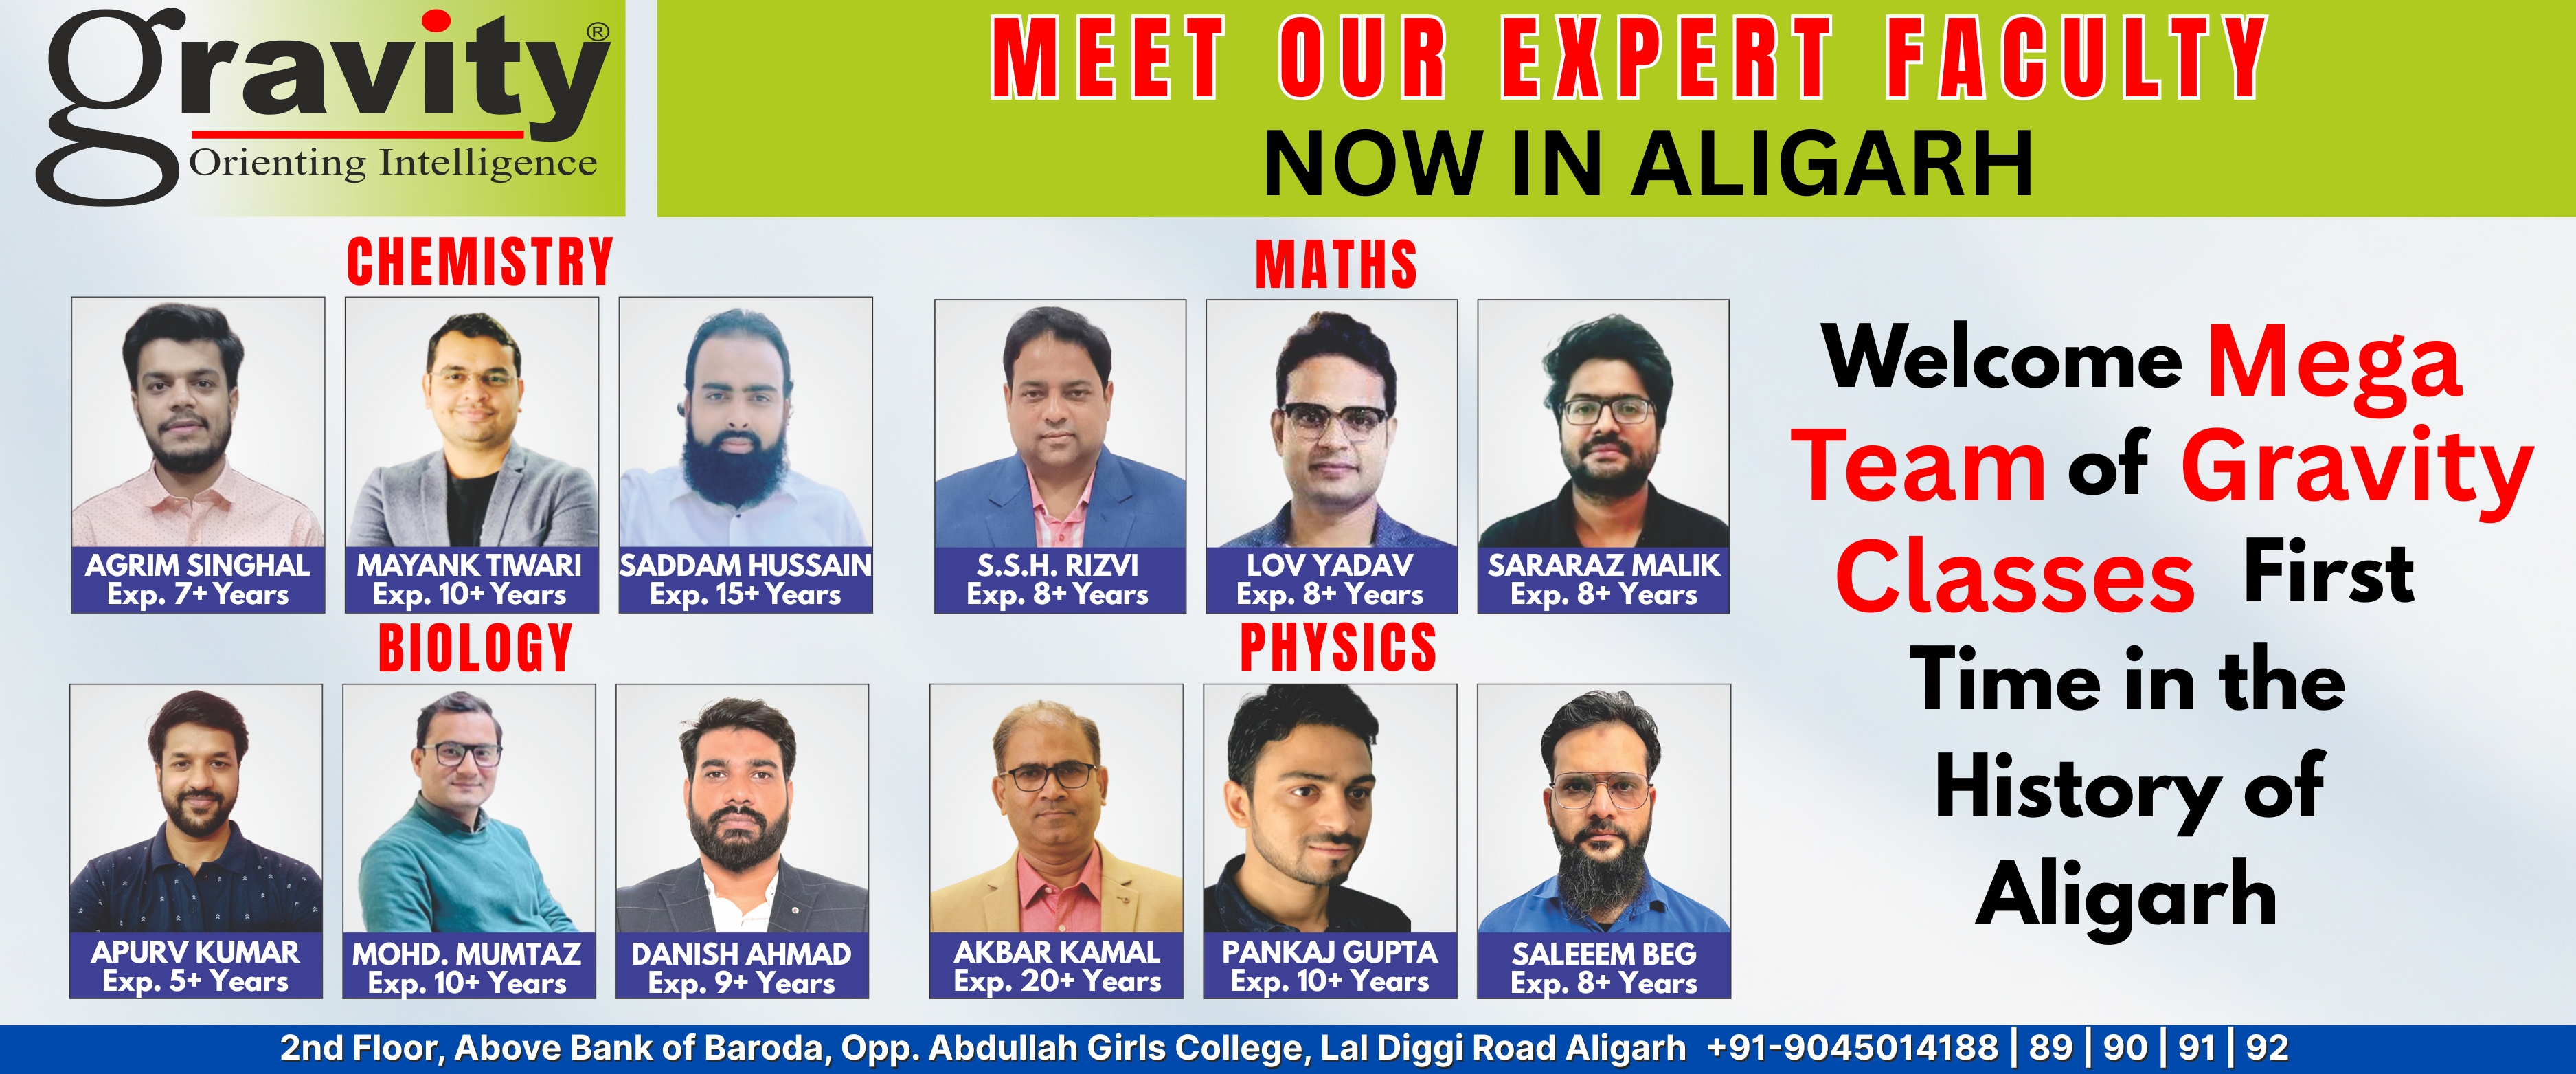 gravity®
Orienting Intelligence
MEET OUR EXPERT FACULTY
NOW IN ALIGARH
CHEMISTRY
AGRIM SINGHAL
Exp. 7+ Years
MAYANK TIWARI
Exp. 10+ Years
SADDAM HUSSAIN
Exp. 15+ Years
MATHS
S.S.H. RIZVI
Exp. 8+ Years
LOV YADAV
Exp. 8+ Years
SARARAZ MALIK
Exp. 8+ Years
BIOLOGY
APURV KUMAR
Exp. 5+ Years
MOHD. MUMTAZ
Exp. 10+ Years
DANISH AHMAD
Exp. 9+ Years
PHYSICS
AKBAR KAMAL
Exp. 20+ Years
PANKAJ GUPTA
Exp. 10+ Years
SALEEEM BEG
Exp. 8+ Years
Welcome Mega
Team of Gravity
Classes First
Time in the
History of
Aligarh
2nd Floor, Above Bank of Baroda, Opp. Abdullah Girls College, Lal Diggi Road Aligarh +91-9045014188 | 89 | 90 | 91 | 92